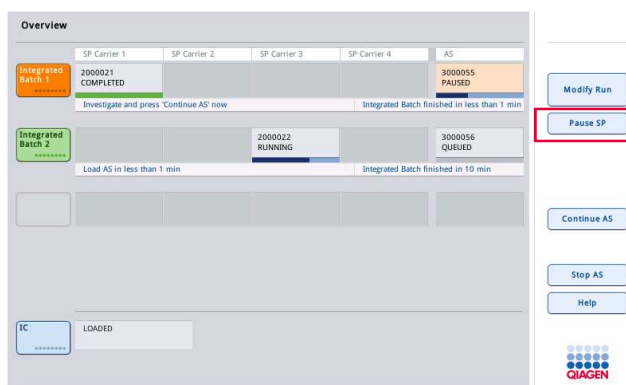 Overview
SP Carrier 1 SP Carrier 2 SP Carrier 3 SP Carrier 4 AS
Integrated
Batch 1
2000021
COMPLETED
3000055
PAUSED
Investigate and press 'Continue AS' now
Integrated Batch finished in less than 1 min
Integrated
Batch 2
2000022
RUNNING
3000056
QUEUED
Load AS in less than 1 min
Integrated Batch finished in 10 min
IC
LOADED
Modify Run
Pause SP
Continue AS
Stop AS
Help
QIAGEN